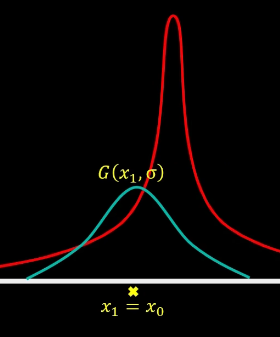 G(x₁, σ)
x₁ = x₀